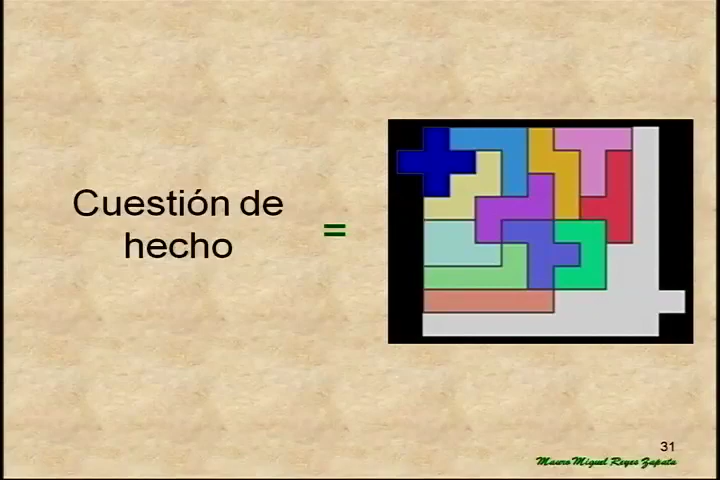 Cuestión de
hecho
=
31
Mauro Miguel Reyes Zapata